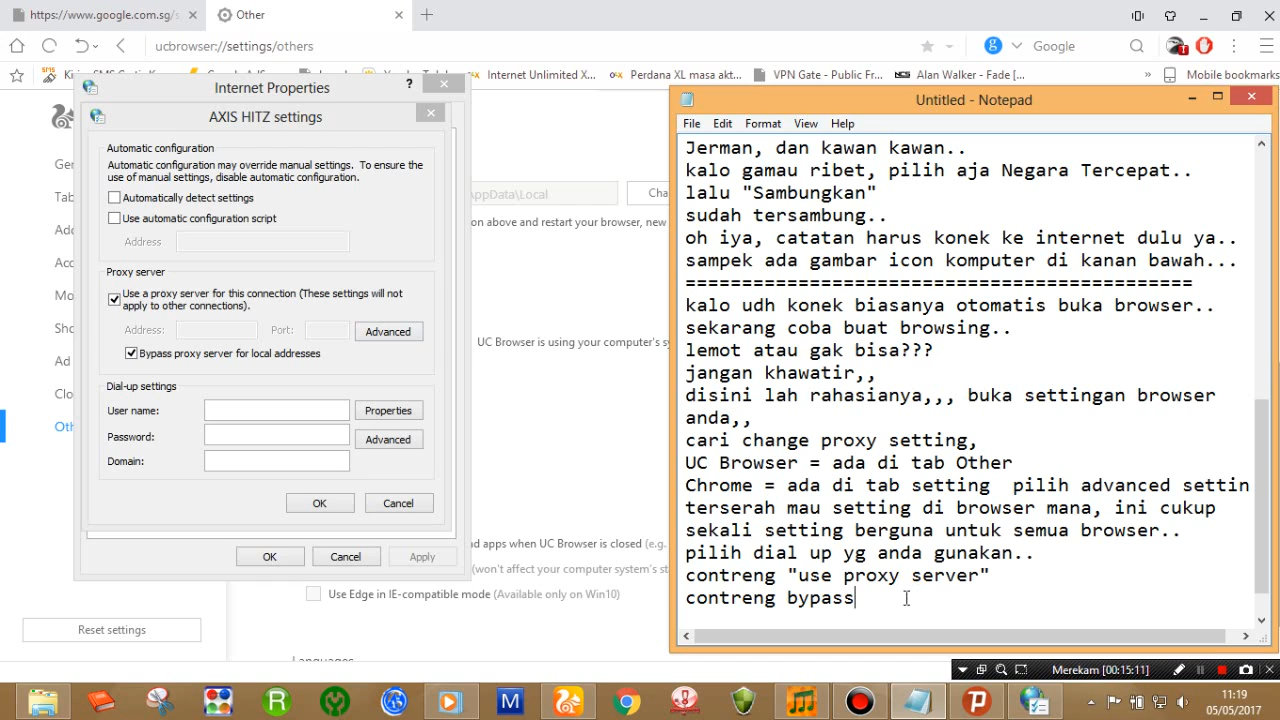 https://www.google.com.sg/s
Other
ucbrowser://settings/others
Google
Internet Unlimited X...
Perdana XL masa akt...
VPN Gate - Public Fr...
Alan Walker - Fade [...
»
Mobile bookmarks
Internet Properties
?
AXIS HITZ settings
Automatic configuration
Automatic configuration may override manual settings. To ensure the
use of manual settings, disable automatic configuration.
Automatically detect settings
Use automatic configuration script
Address
Proxy server
Use a proxy server for this connection (These settings will not
apply to other connections).
Address:
Port:
Advanced
Bypass proxy server for local addresses
Dial-up settings
User name:
Properties
Password:
Advanced
Domain:
OK
Cancel
OK
Cancel
Apply
Gen
Tab
Ad
Clo
Oth
Reset settings
AppData\Local
Cha
on above and restart your browser, new
UC Browser is using your computer's sy
d apps when UC Browser is closed (e.g.
(won't affect your computer system's sta
Use Edge in IE-compatible mode (Available only on Win10)
Languages
Untitled - Notepad
File Edit Format View Help
Jerman, dan kawan kawan..
kalo gamau ribet, pilih aja Negara Tercepat..
lalu "Sambungkan"
sudah tersambung..
oh iya, catatan harus konek ke internet dulu ya..
sampek ada gambar icon komputer di kanan bawah...
=============================================
kalo udh konek biasanya otomatis buka browser..
sekarang coba buat browsing..
lemot atau gak bisa???
jangan khawatir,,
disini lah rahasianya,,, buka settingan browser
anda,,
cari change proxy setting,
UC Browser = ada di tab Other
Chrome = ada di tab setting  pilih advanced settin
terserah mau setting di browser mana, ini cukup
sekali setting berguna untuk semua browser..
pilih dial up yg anda gunakan..
contreng "use proxy server"
contreng bypass
Merekam [00:15:11]
11:19
05/05/2017